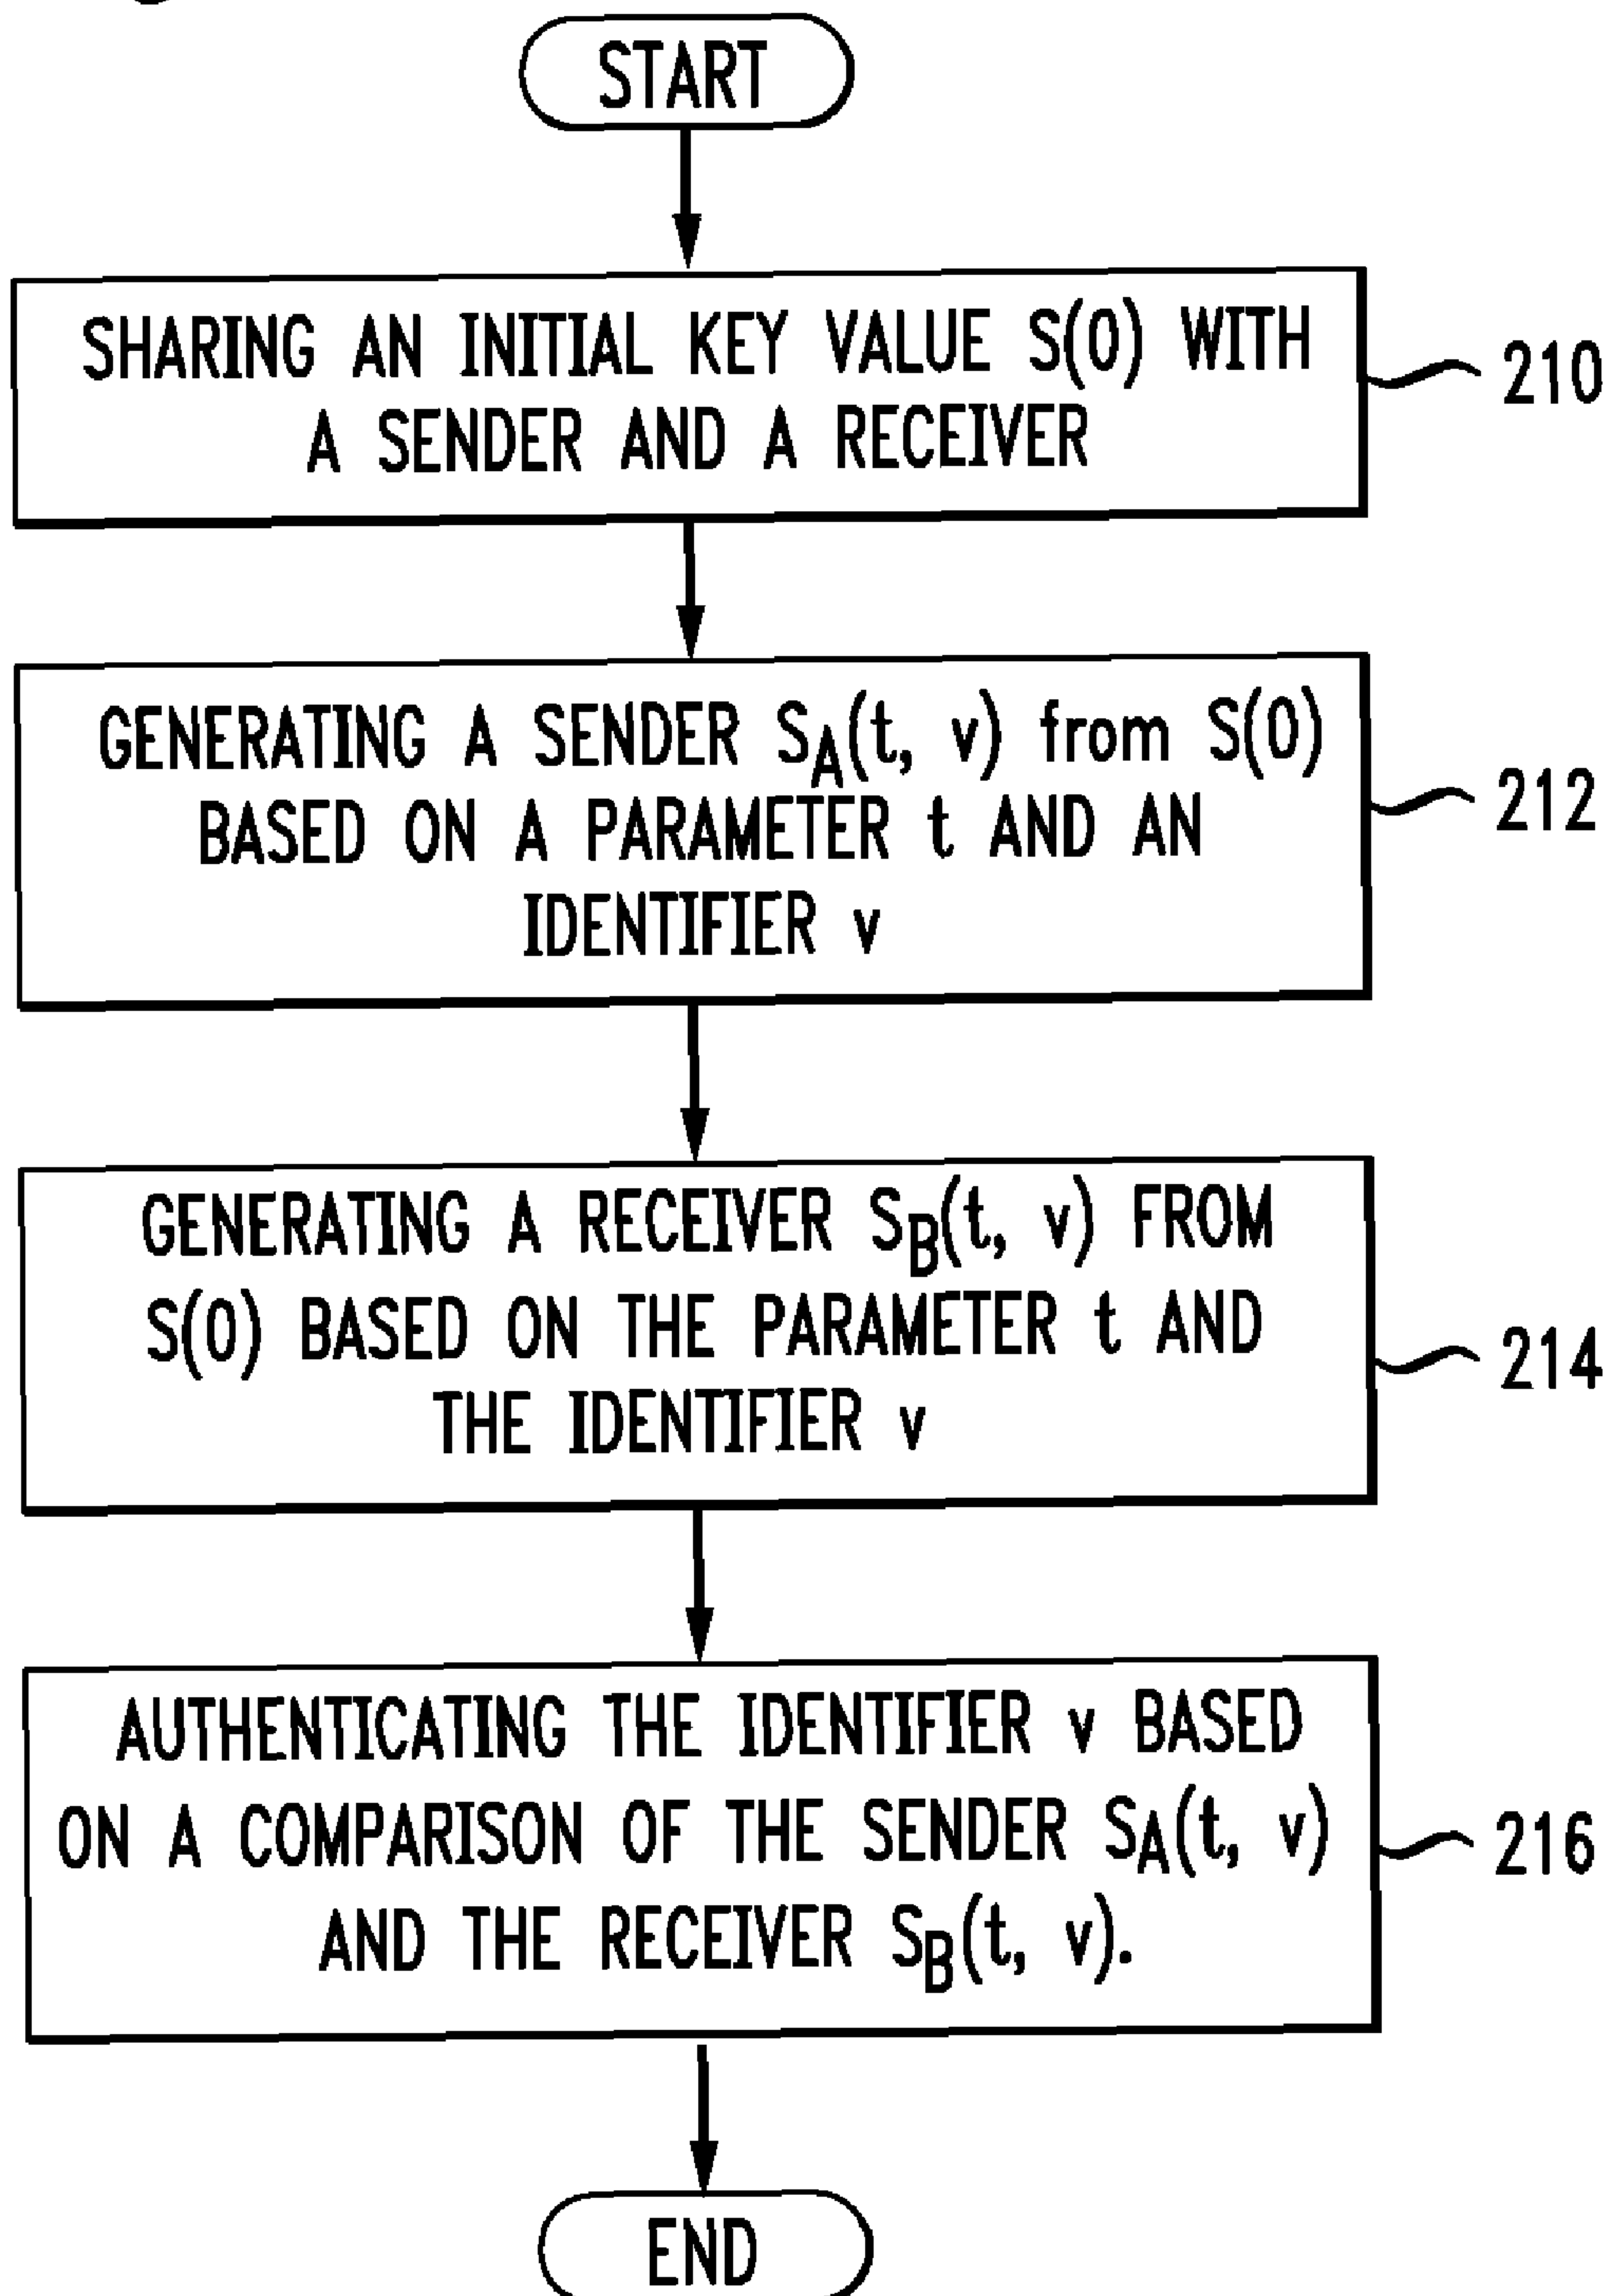 START
SHARING AN INITIAL KEY VALUE S(0) WITH
A SENDER AND A RECEIVER
210
GENERATING A SENDER SA(t, v) from S(0)
BASED ON A PARAMETER t AND AN
IDENTIFIER v
212
GENERATING A RECEIVER SB(t, v) FROM
S(0) BASED ON THE PARAMETER t AND
THE IDENTIFIER v
214
AUTHENTICATING THE IDENTIFIER v BASED
ON A COMPARISON OF THE SENDER SA(t, v)
AND THE RECEIVER SB(t, v).
216
END